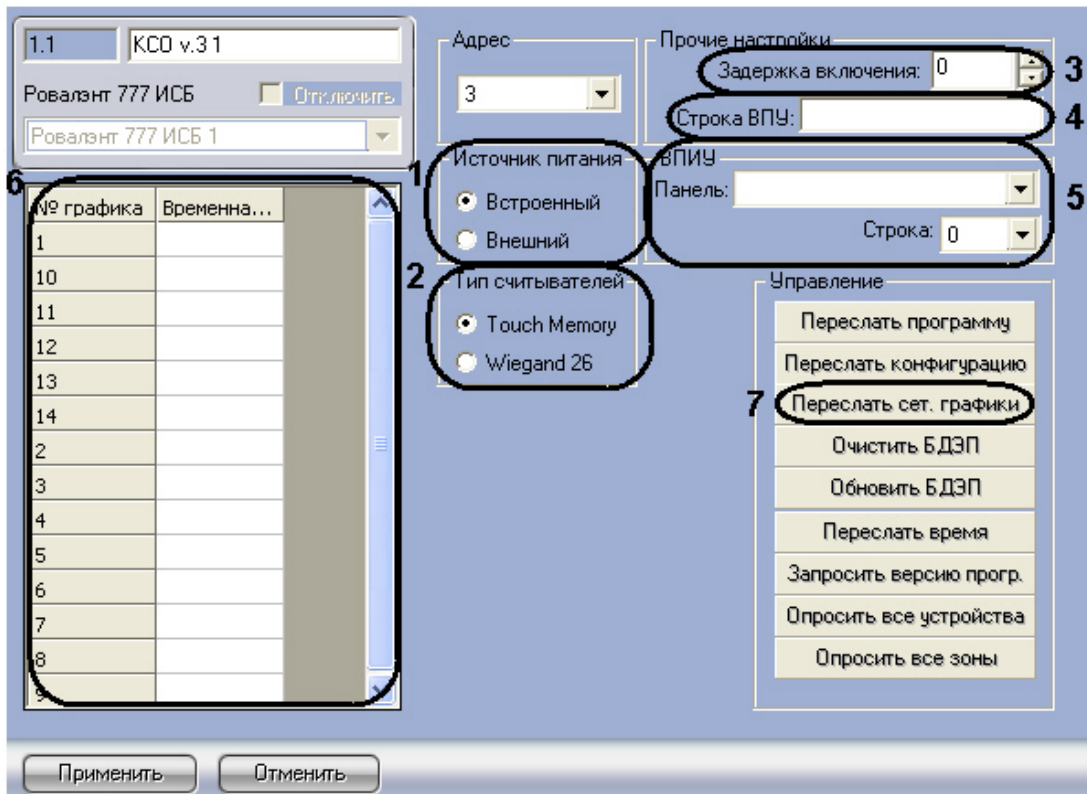 1.1 КСО v.3 1
Ровалэнт 777 ИСБ Отключить
Ровалэнт 777 ИСБ 1
Адрес
3
Прочие настройки
Задержка включения: 0
3
Строка ВПУ:
4
1
Источник питания
Встроенный
Внешний
ВПИУ
Панель:
Строка: 0
5
2
Тип считывателей
Touch Memory
Wiegand 26
6
№ графика Временна...
1
10
11
12
13
14
2
3
4
5
6
7
8
9
Управление
Переслать программу
Переслать конфигурацию
7
Переслать сет. графики
Очистить БДЭП
Обновить БДЭП
Переслать время
Запросить версию прогр.
Опросить все устройства
Опросить все зоны
Применить Отменить